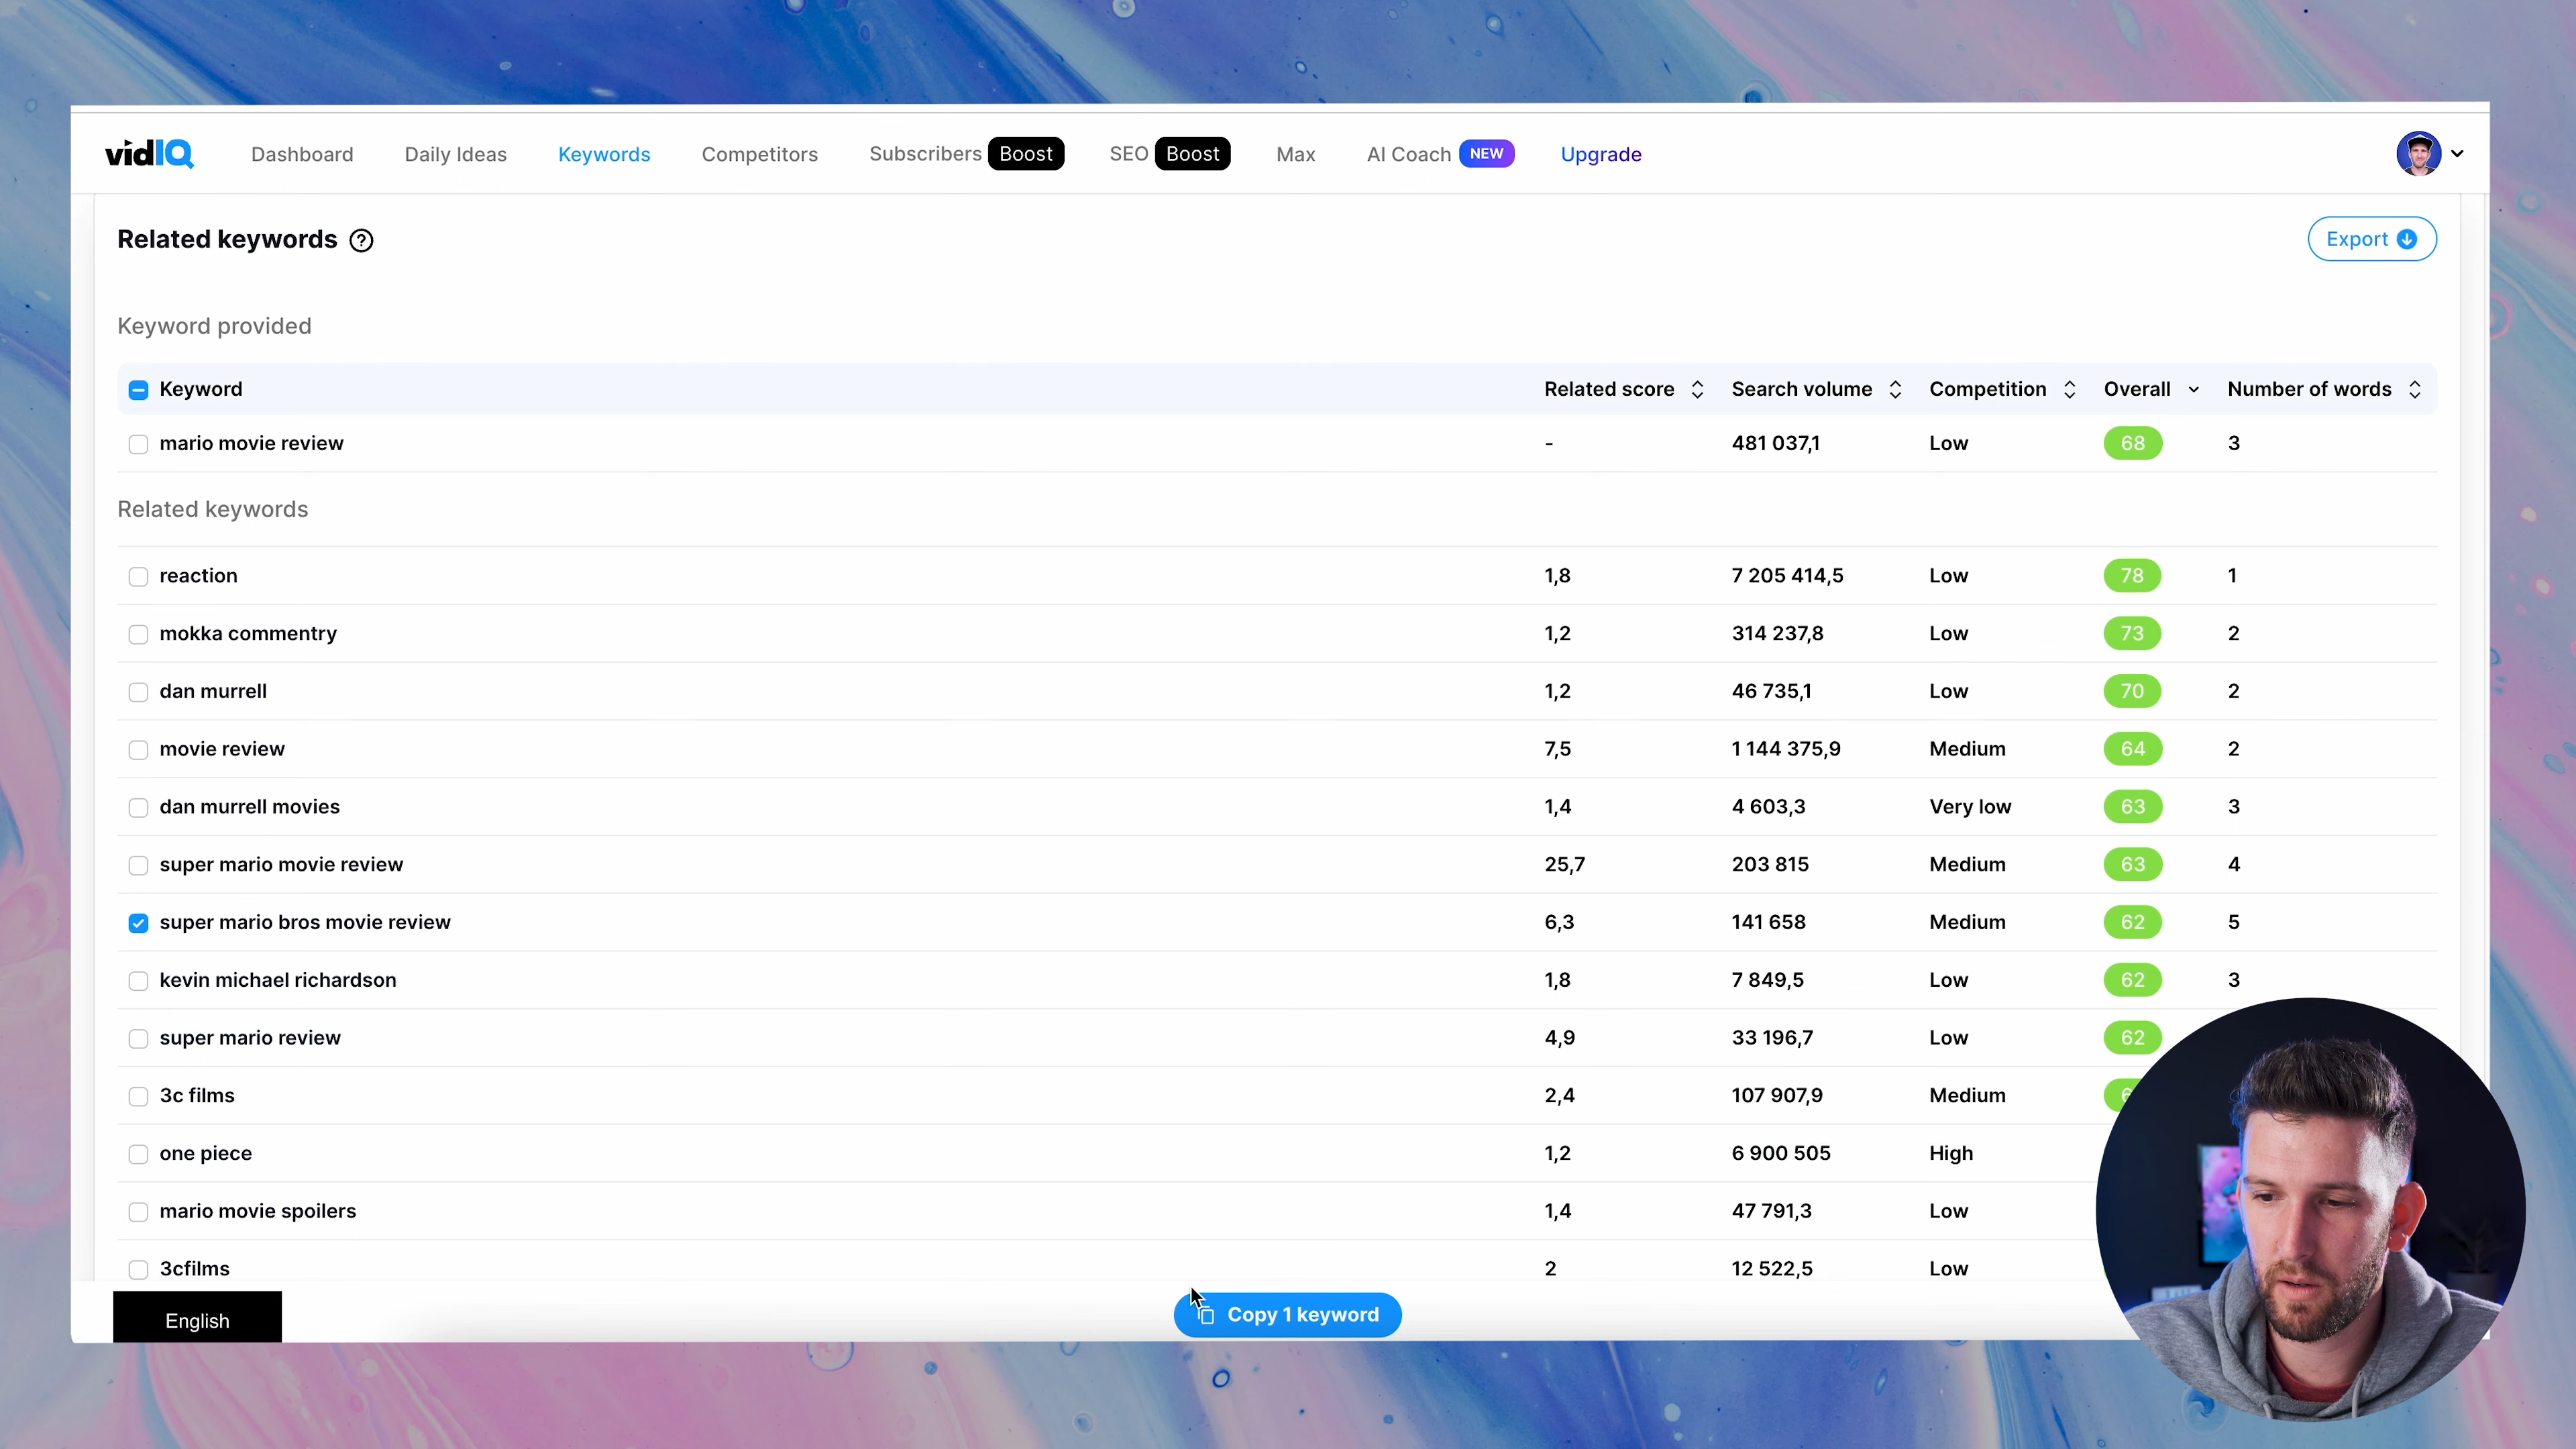 vidIQ Dashboard Daily Ideas Keywords Competitors Subscribers Boost SEO Boost Max AI Coach NEW Upgrade
Related keywords ? Export
Keyword provided
Keyword Related score Search volume Competition Overall Number of words
mario movie review - 481 037,1 Low 68 3
Related keywords
reaction 1,8 7 205 414,5 Low 78 1
mokka commentry 1,2 314 237,8 Low 73 2
dan murrell 1,2 46 735,1 Low 70 2
movie review 7,5 1 144 375,9 Medium 64 2
dan murrell movies 1,4 4 603,3 Very low 63 3
super mario movie review 25,7 203 815 Medium 63 4
super mario bros movie review 6,3 141 658 Medium 62 5
kevin michael richardson 1,8 7 849,5 Low 62 3
super mario review 4,9 33 196,7 Low 62
3c films 2,4 107 907,9 Medium
one piece 1,2 6 900 505 High
mario movie spoilers 1,4 47 791,3 Low
3cfilms 2 12 522,5 Low
English Copy 1 keyword